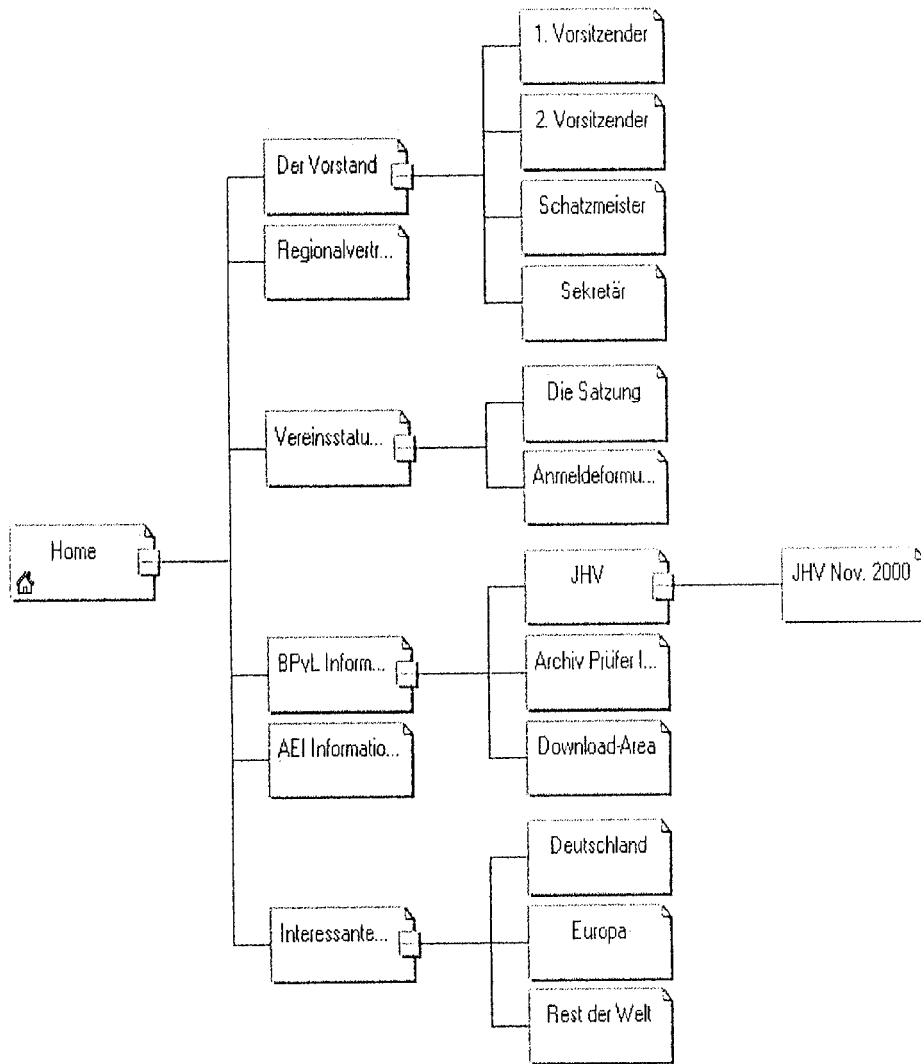 Home
Der Vorstand
1. Vorsitzender
2. Vorsitzender
Schatzmeister
Sekretär
Regionalvertr...
Vereinsstatu...
Die Satzung
Anmeldeformu...
BPvL Inform...
JHV
JHV Nov. 2000
Archiv Prüfer I...
Download-Area
AEI Informatio...
Interessante...
Deutschland
Europa
Rest der Welt